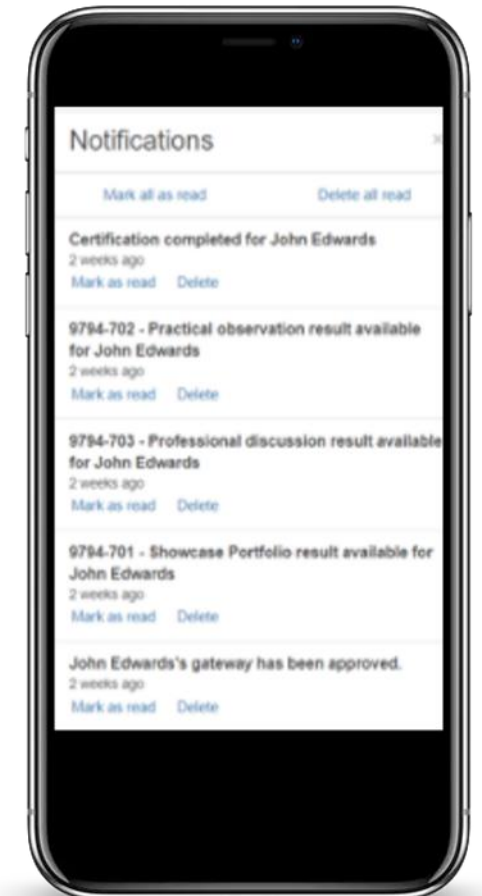 Notifications ×
Mark all as read Delete all read
Certification completed for John Edwards
2 weeks ago
Mark as read Delete
9794-702 - Practical observation result available
for John Edwards
2 weeks ago
Mark as read Delete
9794-703 - Professional discussion result available
for John Edwards
2 weeks ago
Mark as read Delete
9794-701 - Showcase Portfolio result available for
John Edwards
2 weeks ago
Mark as read Delete
John Edwards's gateway has been approved.
2 weeks ago
Mark as read Delete